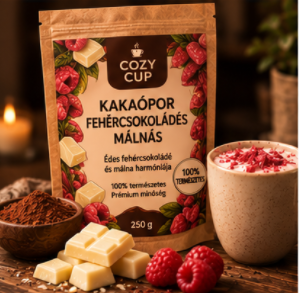 COZY
CUP
KAKAÓPOR
FEHÉRCSOKOLÁDÉS
MÁLNÁS
Édes fehércsokoládé
és málna harmóniája
100% természetes
Prémium minőség
100%
TERMÉSZETES
250 g